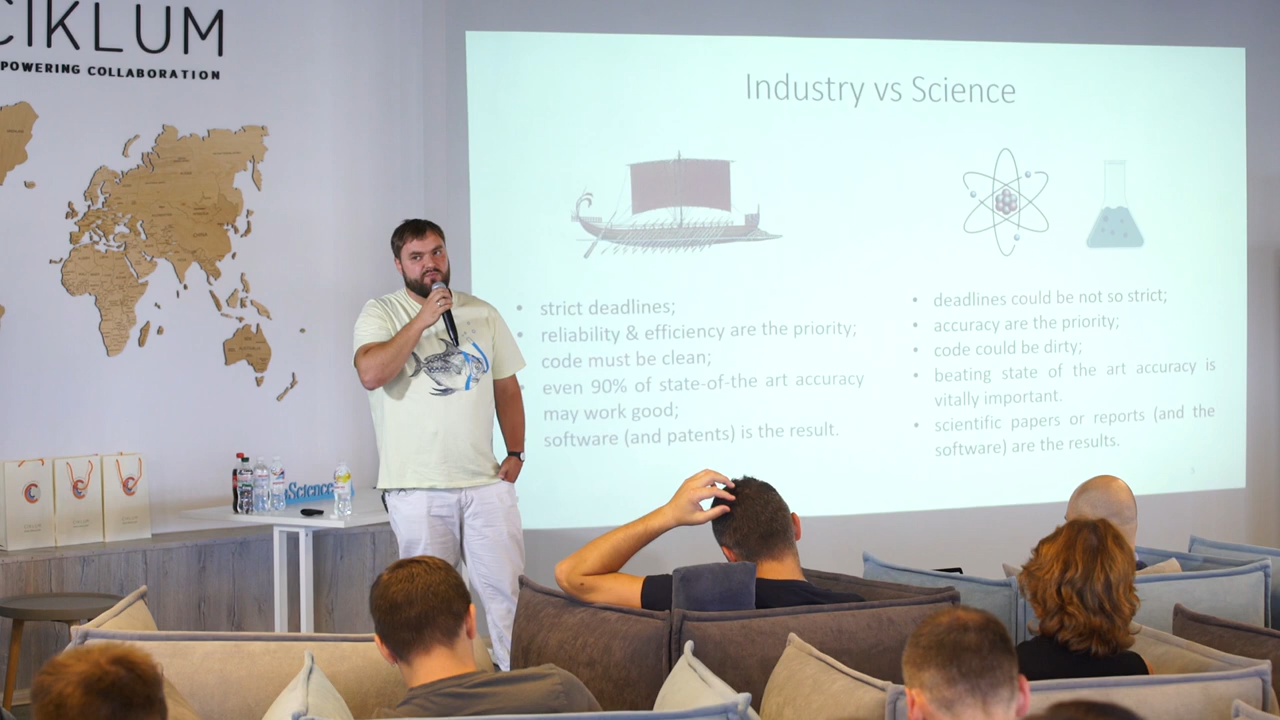 CIKLUM
POWERING COLLABORATION
Industry vs Science
• strict deadlines;
• reliability & efficiency are the priority;
code must be clean;
• even 90% of state-of-the art accuracy
may work good;
software (and patents) is the result.
• deadlines could be not so strict;
• accuracy are the priority;
• code could be dirty;
• beating state of the art accuracy is
vitally important.
• scientific papers or reports (and the
software) are the results.
Science
CIKLUM
CIKLUM
CIKLUM